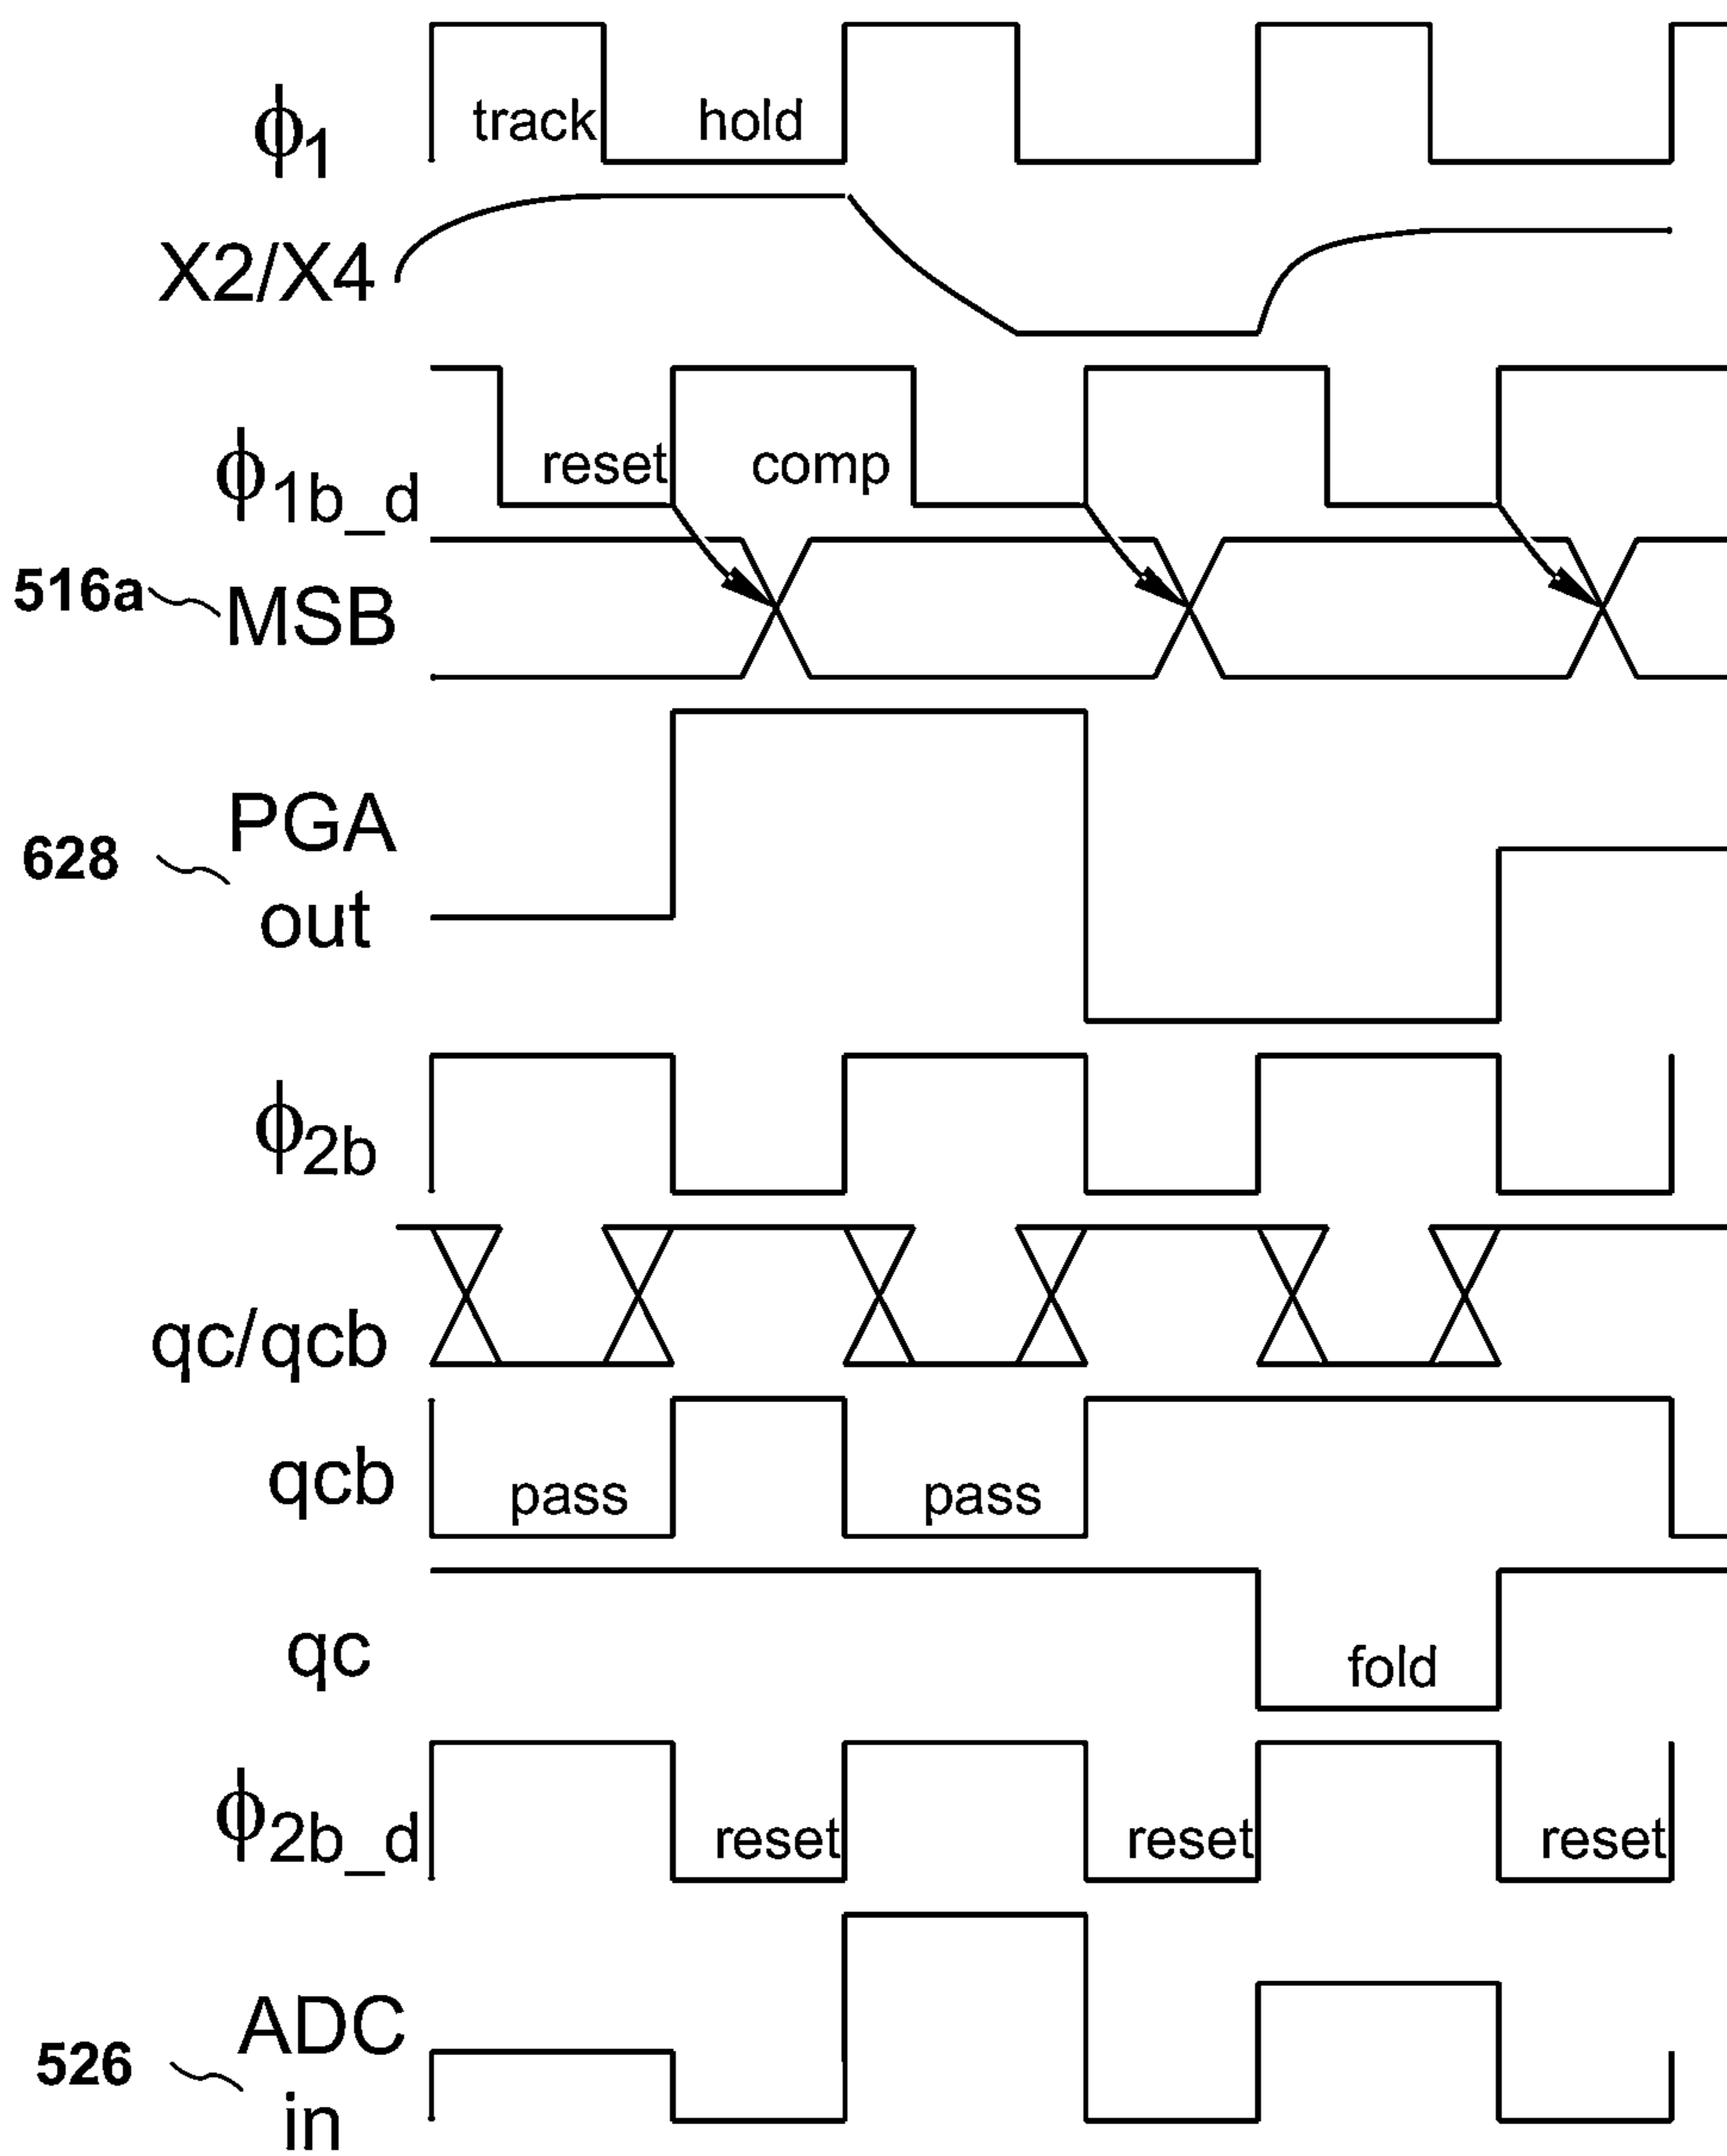 ϕ1
track hold
X2/X4
ϕ1b_d
reset comp
516a MSB
628 PGA
out
ϕ2b
qc/qcb
qcb
pass pass
qc
fold
ϕ2b_d
reset reset reset
526 ADC
in